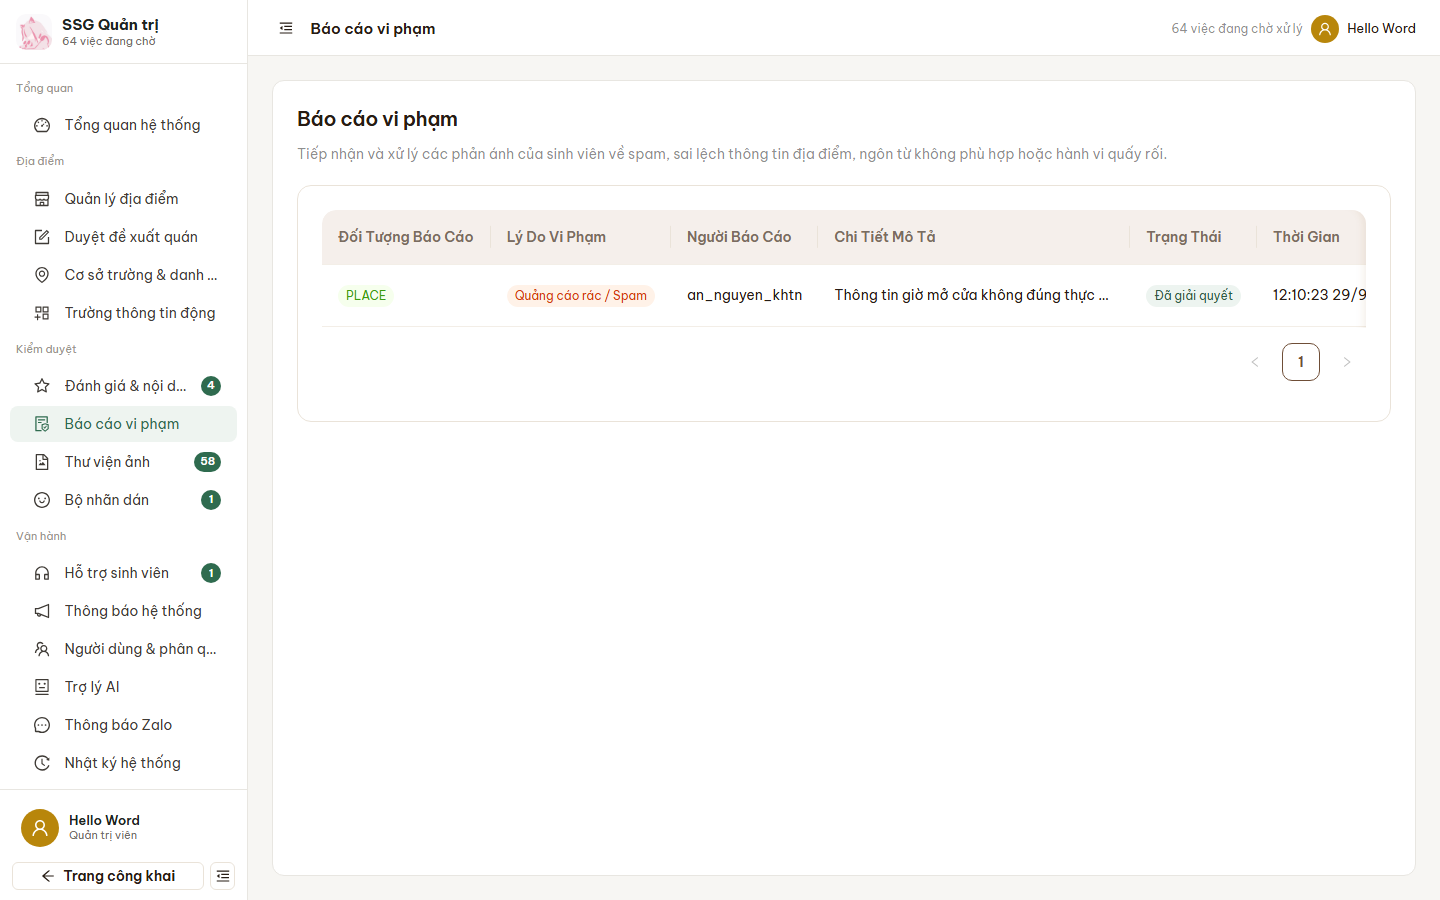 SSG Quản trị
64 việc đang chờ
Tổng quan
Tổng quan hệ thống
Địa điểm
Quản lý địa điểm
Duyệt đề xuất quán
Cơ sở trường & danh ...
Trường thông tin động
Kiểm duyệt
Đánh giá & nội d... 4
Báo cáo vi phạm
Thư viện ảnh 58
Bộ nhãn dán 1
Vận hành
Hỗ trợ sinh viên 1
Thông báo hệ thống
Người dùng & phân q...
Trợ lý AI
Thông báo Zalo
Nhật ký hệ thống
Hello Word
Quản trị viên
Trang công khai
Báo cáo vi phạm
64 việc đang chờ xử lý Hello Word
Báo cáo vi phạm
Tiếp nhận và xử lý các phản ánh của sinh viên về spam, sai lệch thông tin địa điểm, ngôn từ không phù hợp hoặc hành vi quấy rối.
Đối Tượng Báo Cáo Lý Do Vi Phạm Người Báo Cáo Chi Tiết Mô Tả Trạng Thái Thời Gian
PLACE Quảng cáo rác / Spam an_nguyen_khtn Thông tin giờ mở cửa không đúng thực ... Đã giải quyết 12:10:23 29/9
1